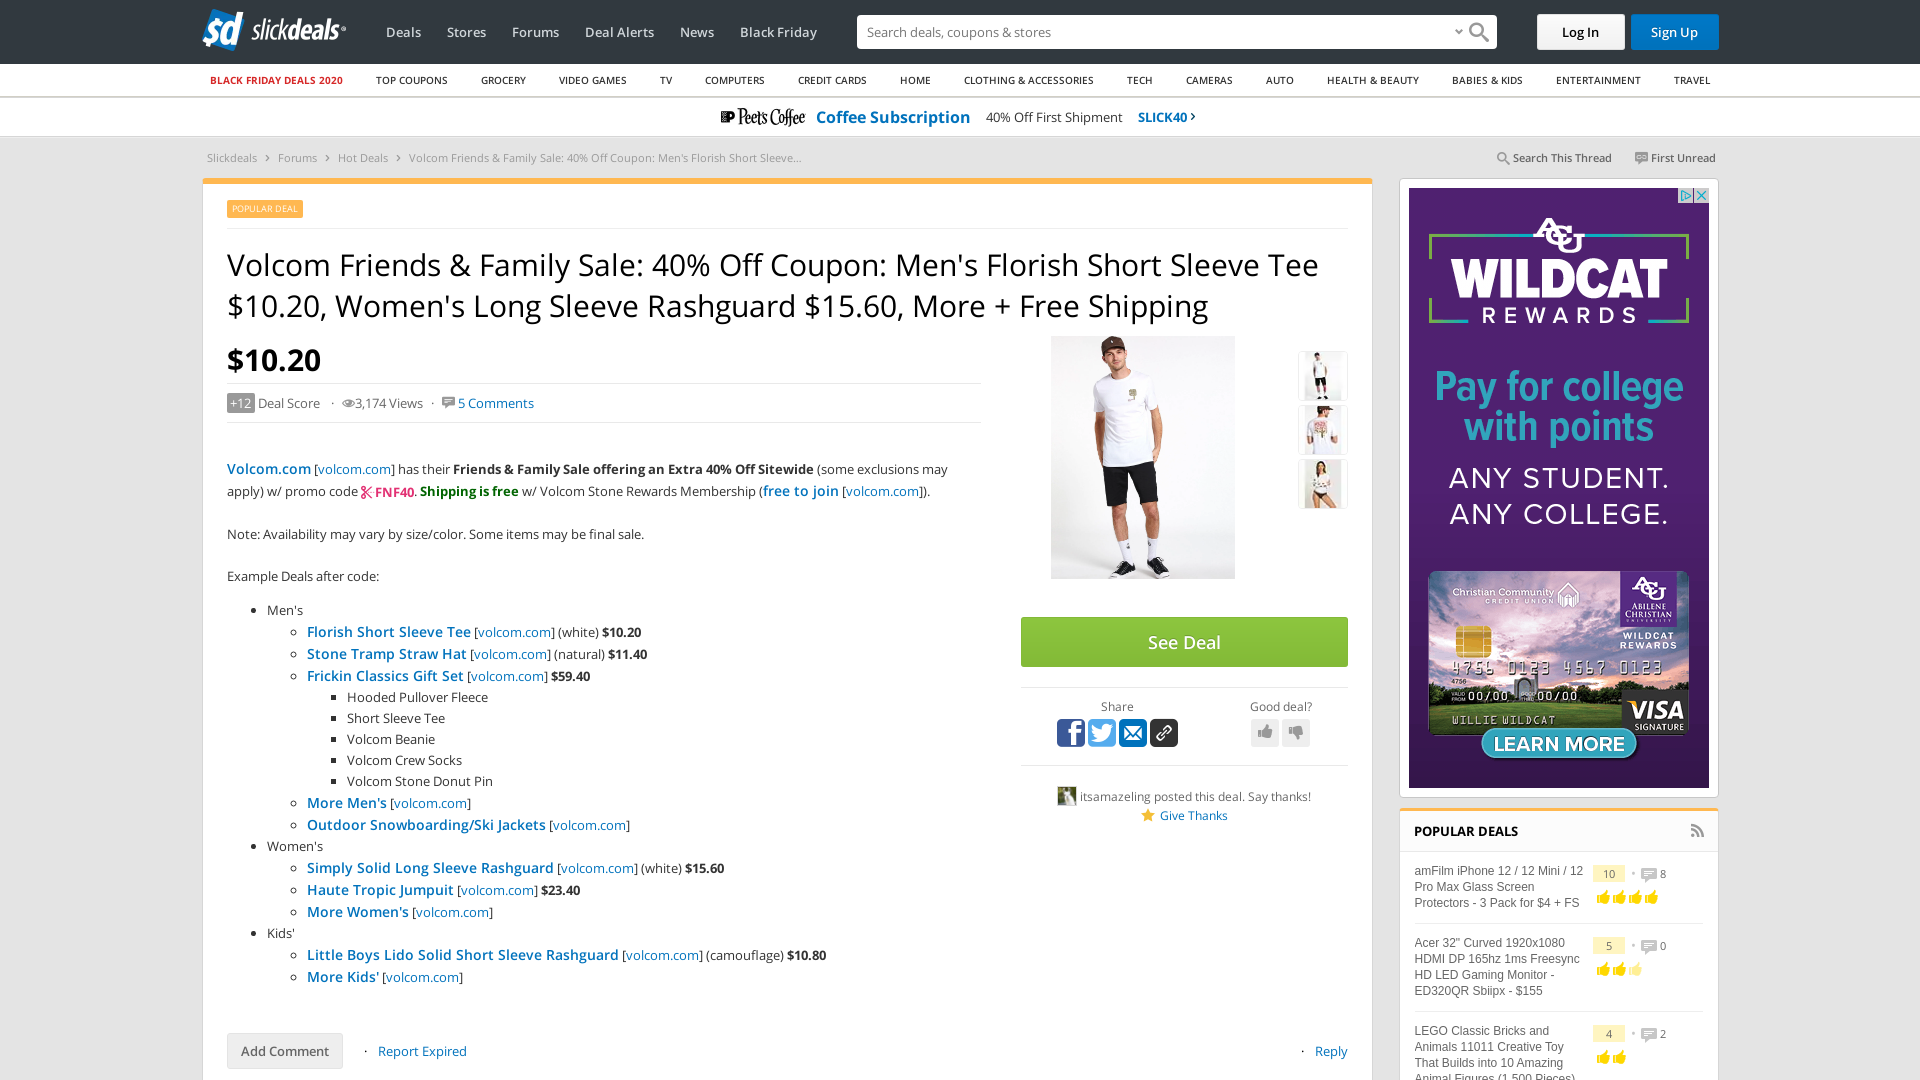 slickdeals
Deals
Stores
Forums
Deal Alerts
News
Black Friday
Search deals, coupons & stores
Log In
Sign Up
BLACK FRIDAY DEALS 2020
TOP COUPONS
GROCERY
VIDEO GAMES
TV
COMPUTERS
CREDIT CARDS
HOME
CLOTHING & ACCESSORIES
TECH
CAMERAS
AUTO
HEALTH & BEAUTY
BABIES & KIDS
ENTERTAINMENT
TRAVEL
Peet's Coffee Coffee Subscription 40% Off First Shipment SLICK40
Slickdeals › Forums › Hot Deals › Volcom Friends & Family Sale: 40% Off Coupon: Men's Florish Short Sleeve...
Search This Thread
First Unread
POPULAR DEAL
Volcom Friends & Family Sale: 40% Off Coupon: Men's Florish Short Sleeve Tee
$10.20, Women's Long Sleeve Rashguard $15.60, More + Free Shipping
$10.20
+12 Deal Score · 3,174 Views · 5 Comments
Volcom.com [volcom.com] has their Friends & Family Sale offering an Extra 40% Off Sitewide (some exclusions may
apply) w/ promo code FNF40. Shipping is free w/ Volcom Stone Rewards Membership (free to join [volcom.com]).
Note: Availability may vary by size/color. Some items may be final sale.
Example Deals after code:
Men's
Florish Short Sleeve Tee [volcom.com] (white) $10.20
Stone Tramp Straw Hat [volcom.com] (natural) $11.40
Frickin Classics Gift Set [volcom.com] $59.40
Hooded Pullover Fleece
Short Sleeve Tee
Volcom Beanie
Volcom Crew Socks
Volcom Stone Donut Pin
More Men's [volcom.com]
Outdoor Snowboarding/Ski Jackets [volcom.com]
Women's
Simply Solid Long Sleeve Rashguard [volcom.com] (white) $15.60
Haute Tropic Jumpuit [volcom.com] $23.40
More Women's [volcom.com]
Kids'
Little Boys Lido Solid Short Sleeve Rashguard [volcom.com] (camouflage) $10.80
More Kids' [volcom.com]
Add Comment · Report Expired
· Reply
See Deal
Share
Good deal?
itsamazeling posted this deal. Say thanks!
Give Thanks
ACU
WILDCAT
REWARDS
Pay for college
with points
ANY STUDENT.
ANY COLLEGE.
Christian Community
CREDIT UNION
ACU
ABILENE
CHRISTIAN
UNIVERSITY
WILDCAT
REWARDS
4756 0123 4567 0123
4756
VALID
FROM 00/00 00/00
WILLIE WILDCAT
VISA
SIGNATURE
LEARN MORE
POPULAR DEALS
amFilm iPhone 12 / 12 Mini / 12
Pro Max Glass Screen
Protectors - 3 Pack for $4 + FS
10 · 8
Acer 32" Curved 1920x1080
HDMI DP 165hz 1ms Freesync
HD LED Gaming Monitor -
ED320QR Sbiipx - $155
5 · 0
LEGO Classic Bricks and
Animals 11011 Creative Toy
That Builds into 10 Amazing
Animal Figures (1,500 Pieces)
4 · 2